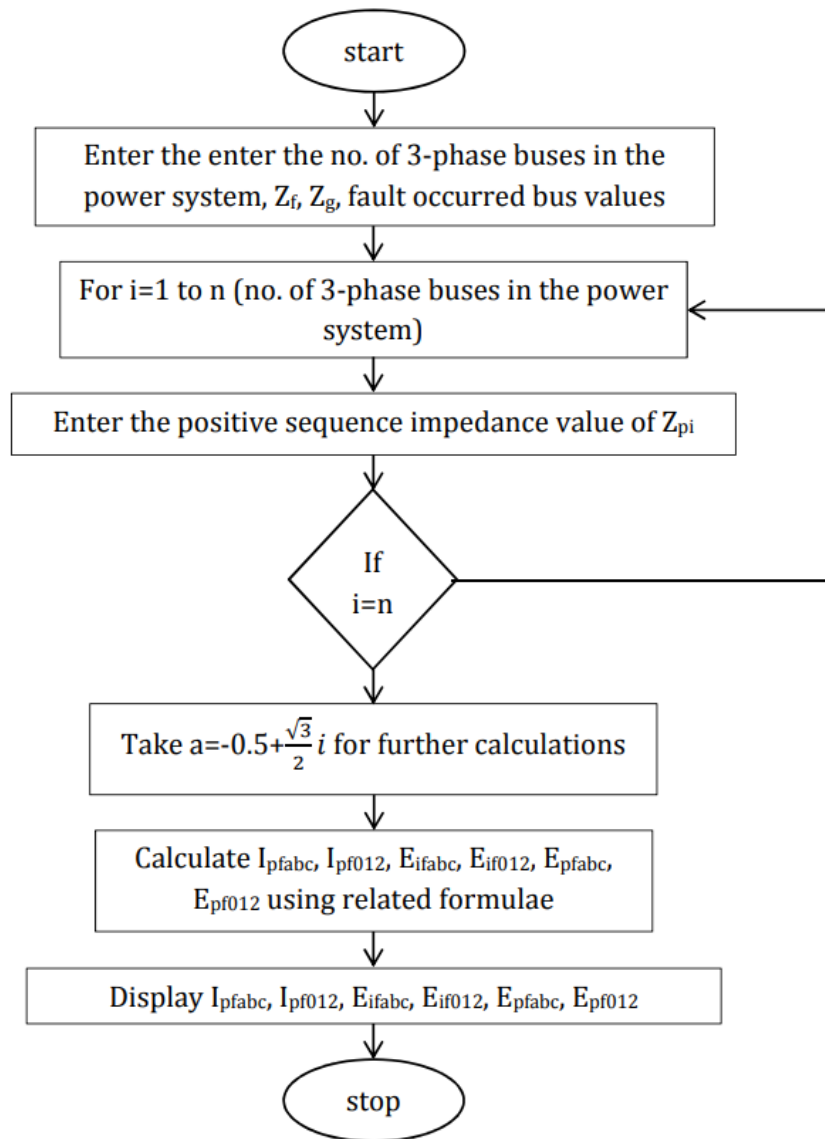 start
Enter the enter the no. of 3-phase buses in the
power system, Zf, Zg, fault occurred bus values
For i=1 to n (no. of 3-phase buses in the power
system)
Enter the positive sequence impedance value of Zpi
If
i=n
Take a=-0.5+√3/2 i for further calculations
Calculate Ipfabc, Ipf012, Eifabc, Eif012, Epfabc,
Epf012 using related formulae
Display Ipfabc, Ipf012, Eifabc, Eif012, Epfabc, Epf012
stop